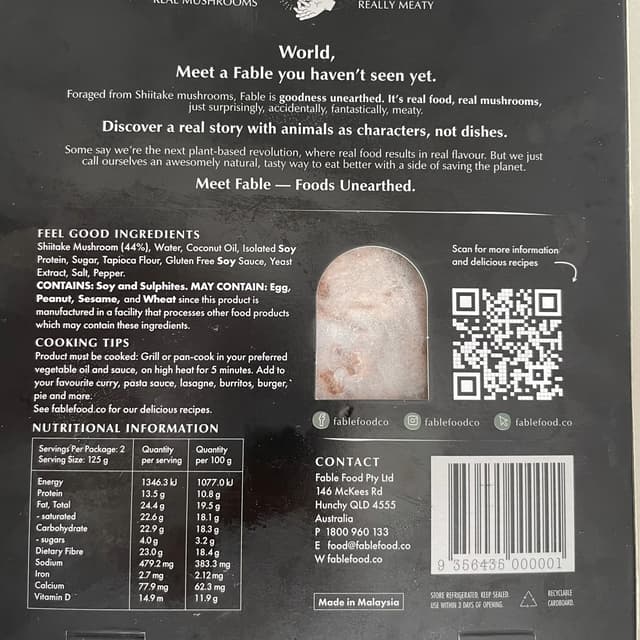 REAL MUSHROOMS
REALLY MEATY
World,
Meet a Fable you haven't seen yet.
Foraged from Shiitake mushrooms, Fable is goodness unearthed. It's real food, real mushrooms,
just surprisingly, accidentally, fantastically, meaty.
Discover a real story with animals as characters, not dishes.
Some say we're the next plant-based revolution, where real food results in real flavour. But we just
call ourselves an awesomely natural, tasty way to eat better with a side of saving the planet.
Meet Fable — Foods Unearthed.
FEEL GOOD INGREDIENTS
Shiitake Mushroom (44%), Water, Coconut Oil, Isolated Soy
Protein, Sugar, Tapioca Flour, Gluten Free Soy Sauce, Yeast
Extract, Salt, Pepper.
CONTAINS: Soy and Sulphites. MAY CONTAIN: Egg,
Peanut, Sesame, and Wheat since this product is
manufactured in a facility that processes other food products
which may contain these ingredients.
COOKING TIPS
Product must be cooked: Grill or pan-cook in your preferred
vegetable oil and sauce, on high heat for 5 minutes. Add to
your favourite curry, pasta sauce, lasagne, burritos, burger,
pie and more.
See fablefood.co for our delicious recipes.
NUTRITIONAL INFORMATION
Servings Per Package: 2
Serving Size: 125 g
Quantity
per serving
Quantity
per 100 g
Energy 1346.3 kJ 1077.0 kJ
Protein 13.5 g 10.8 g
Fat, Total 24.4 g 19.5 g
- saturated 22.6 g 18.1 g
Carbohydrate 22.9 g 18.3 g
- sugars 4.0 g 3.2 g
Dietary Fibre 23.0 g 18.4 g
Sodium 479.2 mg 383.3 mg
Iron 2.7 mg 2.12 mg
Calcium 77.9 mg 62.3 mg
Vitamin D 14.9 m 11.9 g
Scan for more information
and delicious recipes
fablefoodco
fablefoodco
fablefood.co
CONTACT
Fable Food Pty Ltd
146 McKees Rd
Hunchy QLD 4555
Australia
P 1800 960 133
E food@fablefood.co
W fablefood.co
Made in Malaysia
9 356436 000001
STORE REFRIGERATED. KEEP SEALED.
USE WITHIN 3 DAYS OF OPENING.
RECYCLABLE
CARDBOARD.